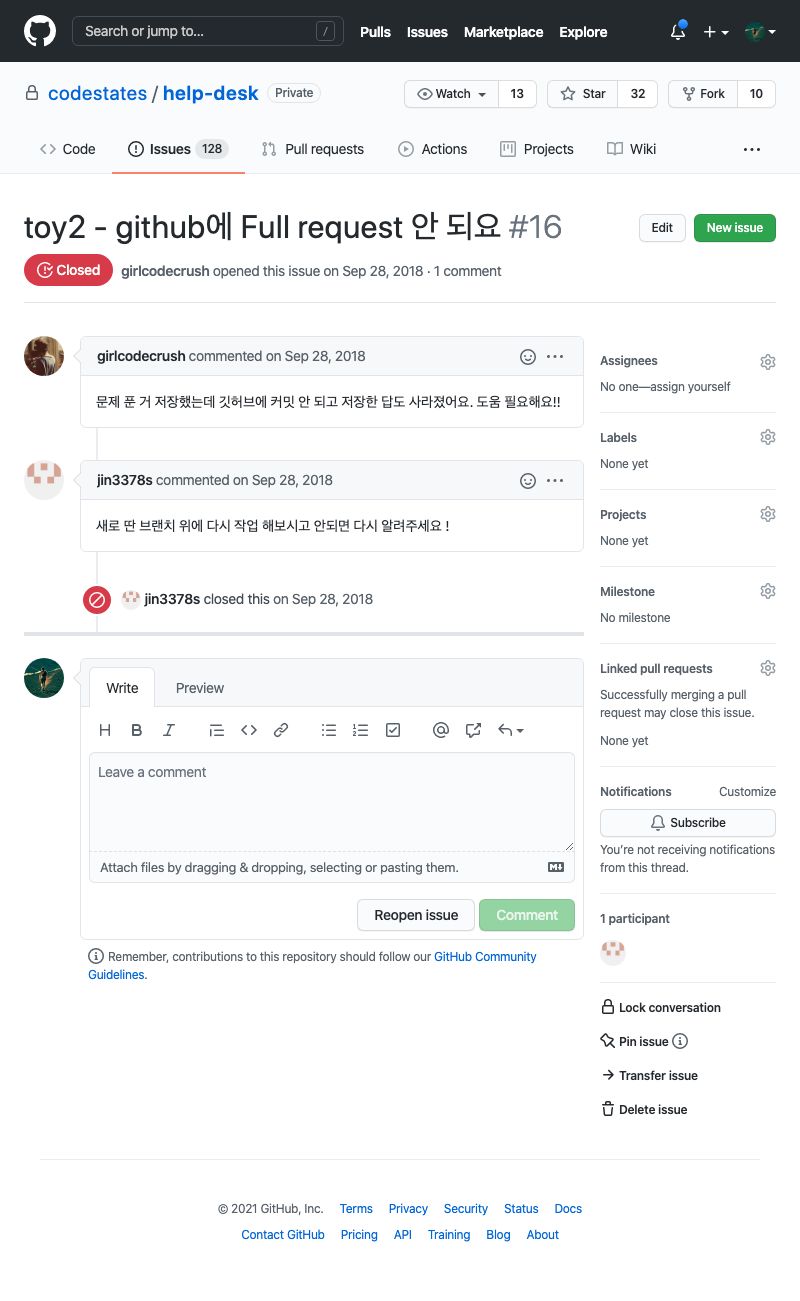 Search or jump to... /
Pulls Issues Marketplace Explore
codestates / help-desk Private
Watch 13 Star 32 Fork 10
Code Issues 128 Pull requests Actions Projects Wiki
toy2 - github에 Full request 안 되요 #16
Edit New issue
Closed girlcodecrush opened this issue on Sep 28, 2018 · 1 comment
girlcodecrush commented on Sep 28, 2018
문제 푼 거 저장했는데 깃허브에 커밋 안 되고 저장한 답도 사라졌어요. 도움 필요해요!!
jin3378s commented on Sep 28, 2018
새로 딴 브랜치 위에 다시 작업 해보시고 안되면 다시 알려주세요 !
jin3378s closed this on Sep 28, 2018
Write Preview
Leave a comment
Attach files by dragging & dropping, selecting or pasting them.
Reopen issue Comment
Remember, contributions to this repository should follow our GitHub Community
Guidelines.
Assignees
No one—assign yourself
Labels
None yet
Projects
None yet
Milestone
No milestone
Linked pull requests
Successfully merging a pull
request may close this issue.
None yet
Notifications Customize
Subscribe
You're not receiving notifications
from this thread.
1 participant
Lock conversation
Pin issue
Transfer issue
Delete issue
© 2021 GitHub, Inc. Terms Privacy Security Status Docs
Contact GitHub Pricing API Training Blog About